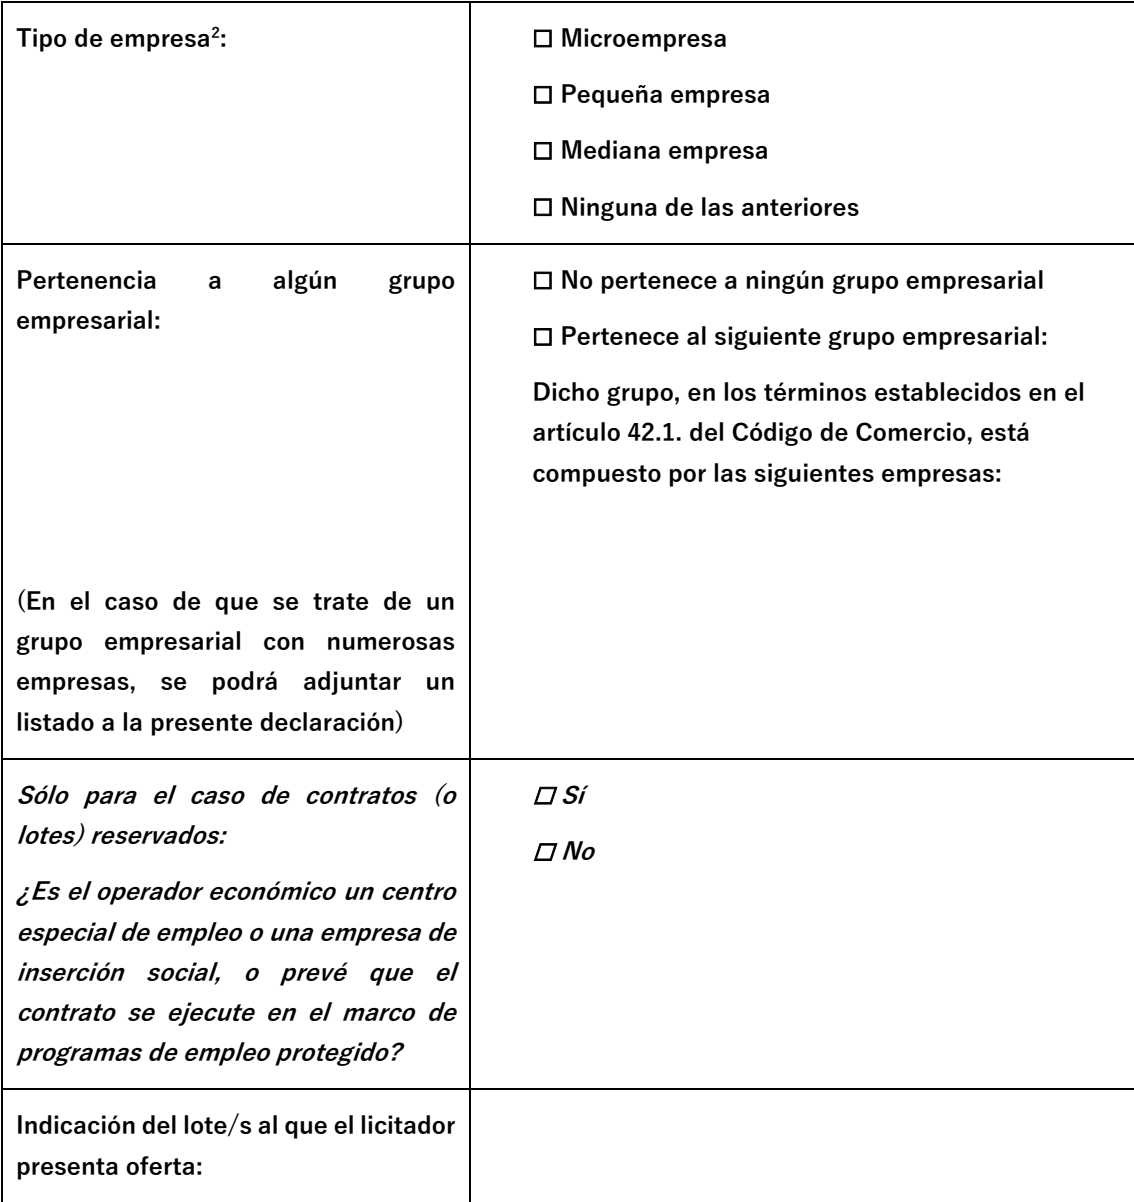 Tipo de empresa²:
☐ Microempresa
☐ Pequeña empresa
☐ Mediana empresa
☐ Ninguna de las anteriores
Pertenencia a algún grupo
empresarial:
(En el caso de que se trate de un
grupo empresarial con numerosas
empresas, se podrá adjuntar un
listado a la presente declaración)
☐ No pertenece a ningún grupo empresarial
☐ Pertenece al siguiente grupo empresarial:
Dicho grupo, en los términos establecidos en el
artículo 42.1. del Código de Comercio, está
compuesto por las siguientes empresas:
Sólo para el caso de contratos (o
lotes) reservados:
¿Es el operador económico un centro
especial de empleo o una empresa de
inserción social, o prevé que el
contrato se ejecute en el marco de
programas de empleo protegido?
☐ Sí
☐ No
Indicación del lote/s al que el licitador
presenta oferta: